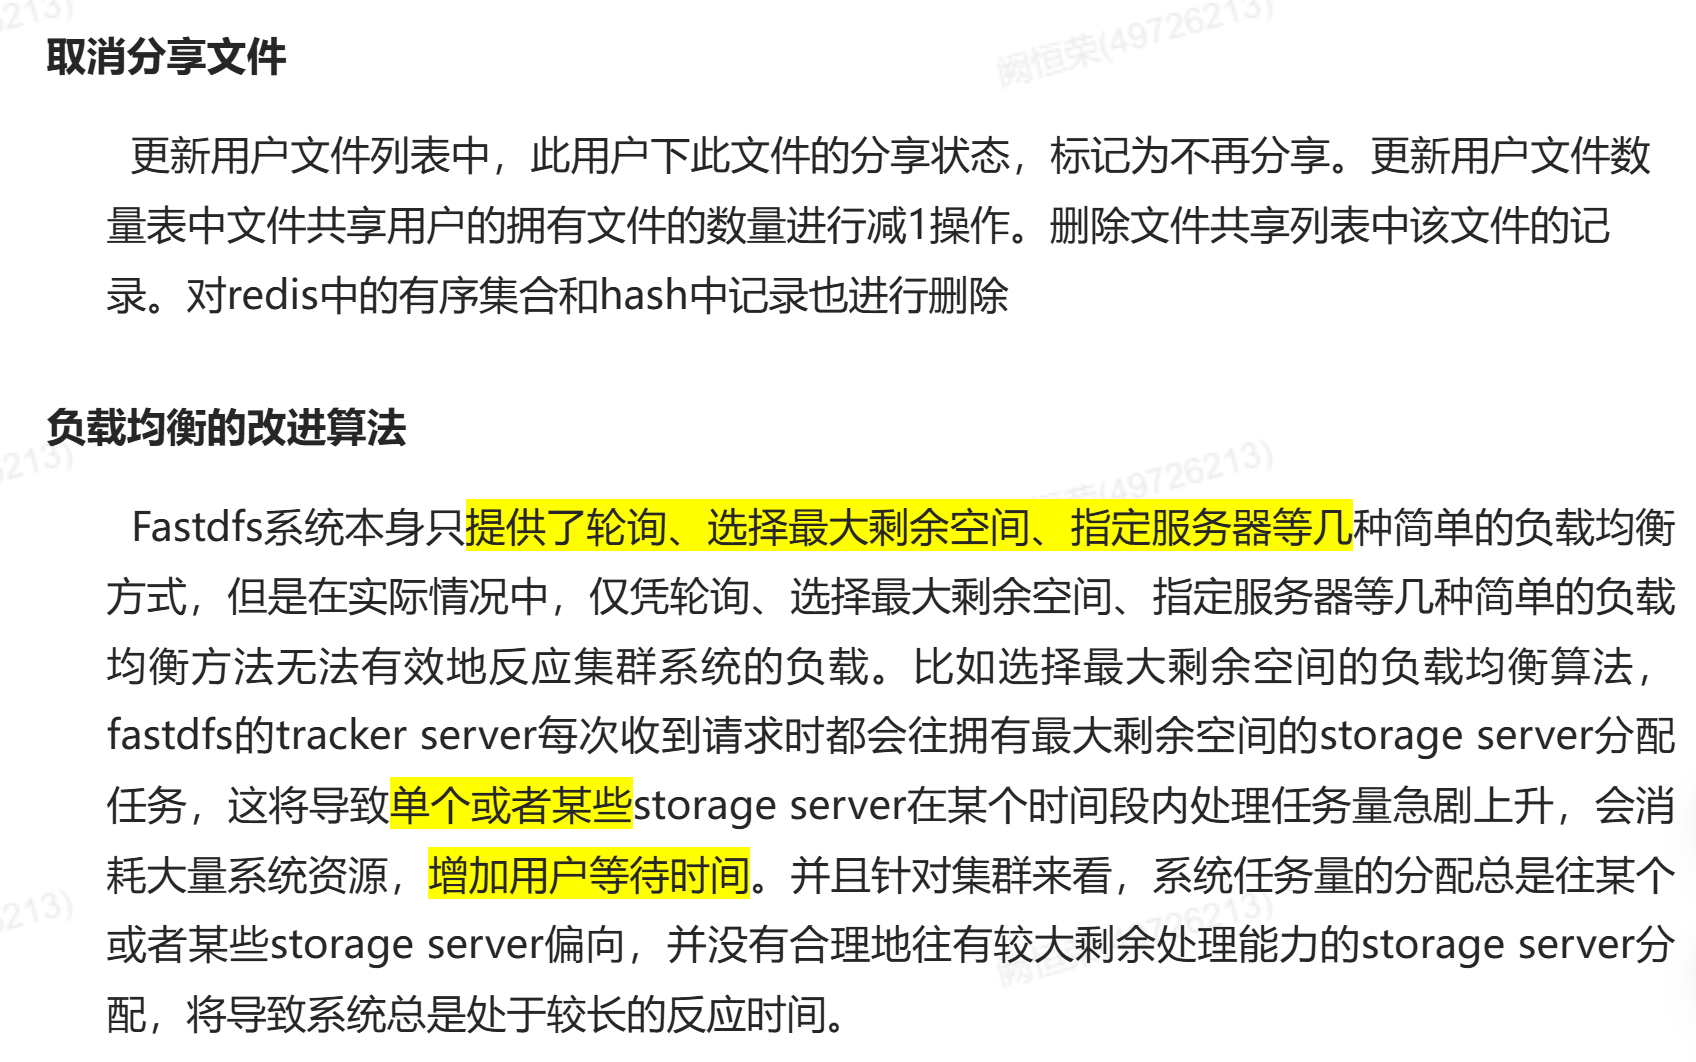 取消分享文件
更新用户文件列表中，此用户下此文件的分享状态，标记为不再分享。更新用户文件数
量表中文件共享用户的拥有文件的数量进行减1操作。删除文件共享列表中该文件的记
录。对redis中的有序集合和hash中记录也进行删除
负载均衡的改进算法
Fastdfs系统本身只提供了轮询、选择最大剩余空间、指定服务器等几种简单的负载均衡
方式，但是在实际情况中，仅凭轮询、选择最大剩余空间、指定服务器等几种简单的负载
均衡方法无法有效地反应集群系统的负载。比如选择最大剩余空间的负载均衡算法，
fastdfs的tracker server每次收到请求时都会往拥有最大剩余空间的storage server分配
任务，这将导致单个或者某些storage server在某个时间段内处理任务量急剧上升，会消
耗大量系统资源，增加用户等待时间。并且针对集群来看，系统任务量的分配总是往某个
或者某些storage server偏向，并没有合理地往有较大剩余处理能力的storage server分
配，将导致系统总是处于较长的反应时间。
阙恒荣(49726213)